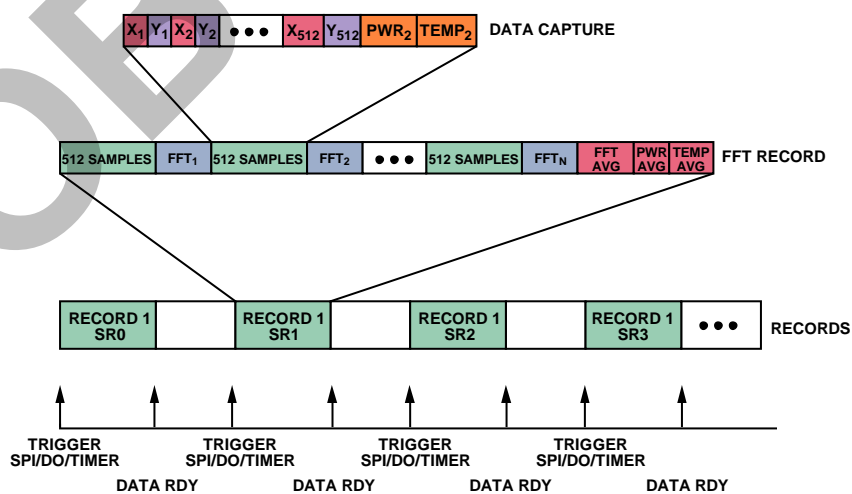 X1 Y1 X2 Y2 ••• X512 Y512 PWR2 TEMP2 DATA CAPTURE
512 SAMPLES FFT1 512 SAMPLES FFT2 ••• 512 SAMPLES FFTN FFT AVG PWR AVG TEMP AVG FFT RECORD
RECORD 1 RECORD 1 RECORD 1 RECORD 1
SR0 SR1 SR2 SR3 ••• RECORDS
TRIGGER TRIGGER TRIGGER TRIGGER
SPI/DO/TIMER SPI/DO/TIMER SPI/DO/TIMER SPI/DO/TIMER
DATA RDY DATA RDY DATA RDY DATA RDY
OB